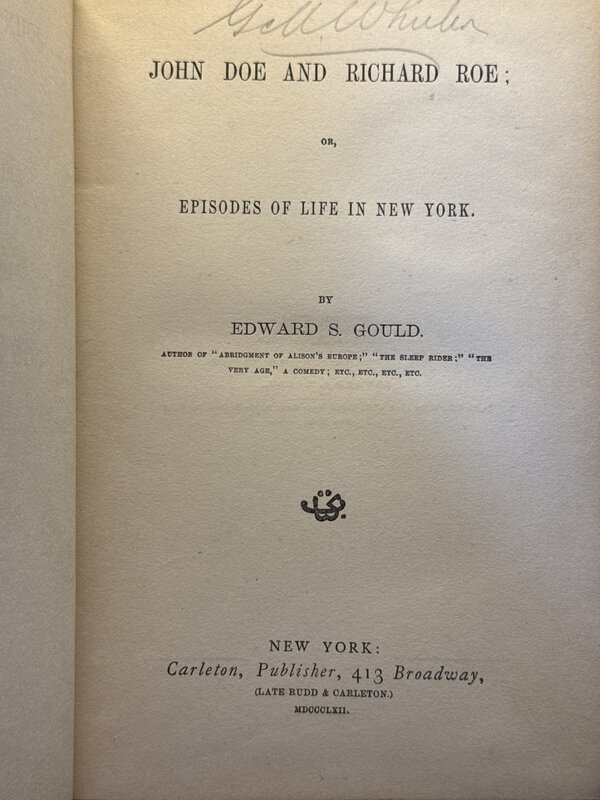 JOHN DOE AND RICHARD ROE;
OR,
EPISODES OF LIFE IN NEW YORK.
BY
EDWARD S. GOULD.
AUTHOR OF "ABRIDGMENT OF ALISON'S EUROPE;" "THE SLEEP RIDER;" "THE
VERY AGE," A COMEDY; ETC., ETC., ETC., ETC.
NEW YORK:
Carleton, Publisher, 413 Broadway,
(LATE RUDD & CARLETON.)
MDCCCLXII.